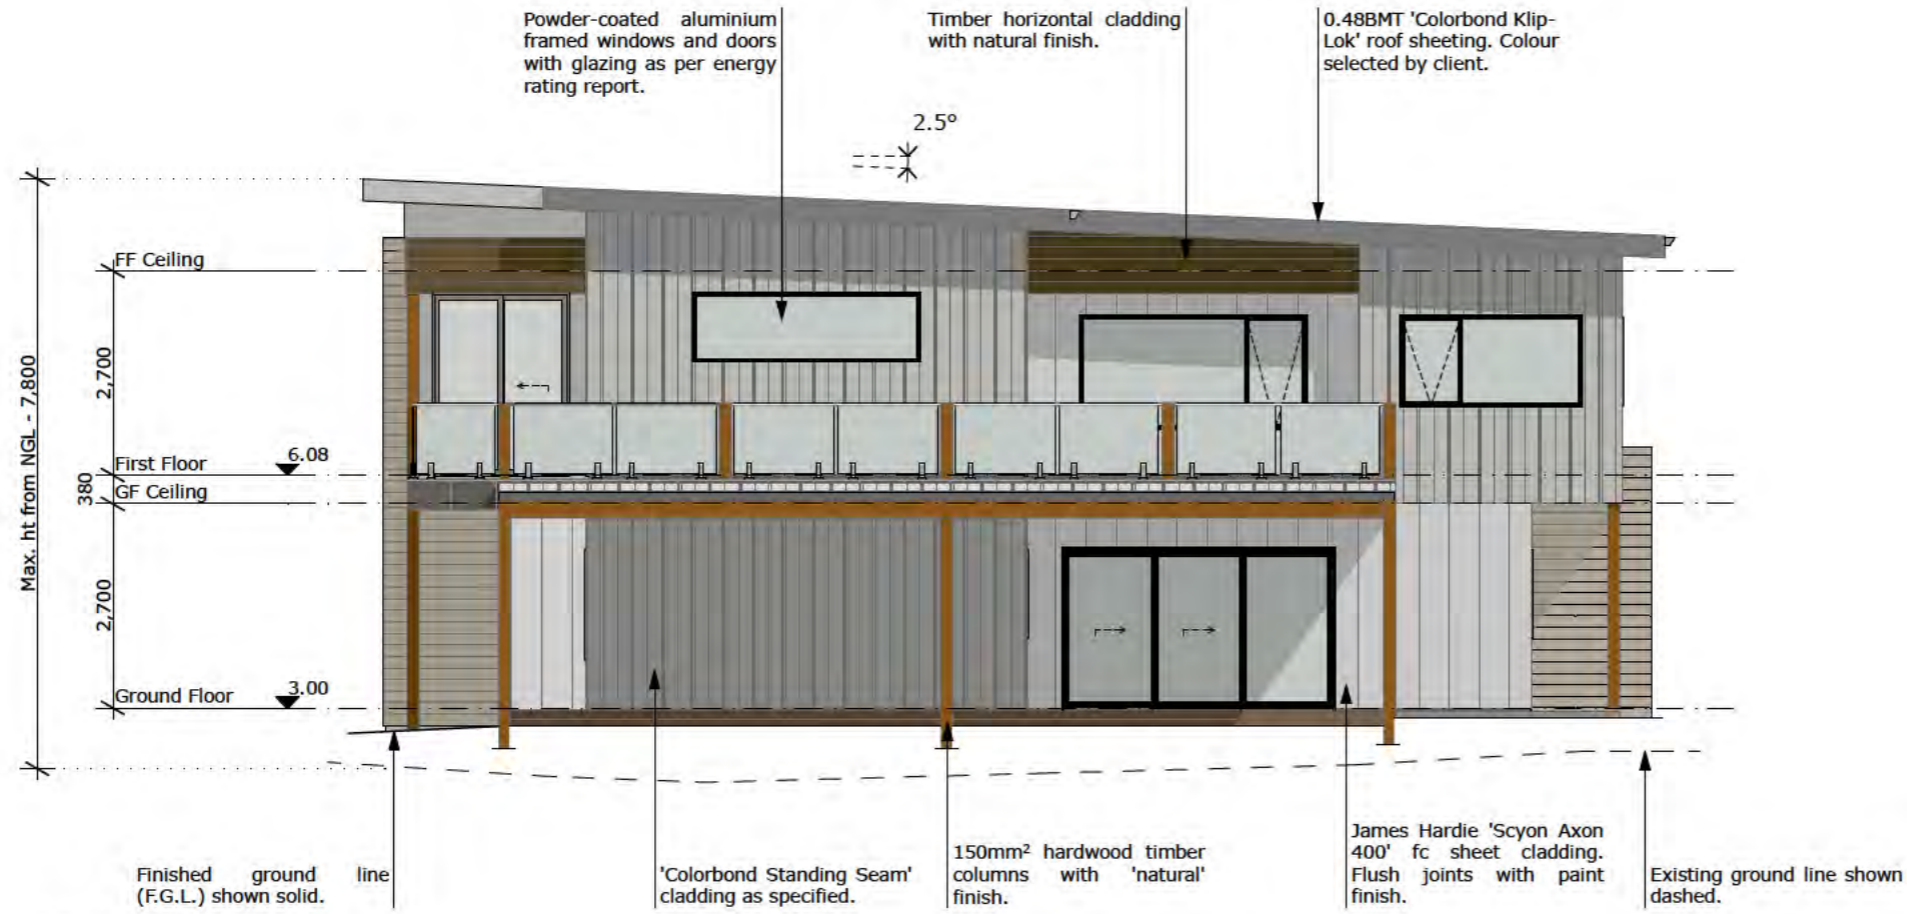 Powder-coated aluminium
framed windows and doors
with glazing as per energy
rating report.
Timber horizontal cladding
with natural finish.
0.48BMT 'Colorbond Klip-
Lok' roof sheeting. Colour
selected by client.
2.5°
FF Ceiling
2,700
Max. ht from NGL - 7,800
First Floor 6.08
380
GF Ceiling
2,700
Ground Floor 3.00
Finished ground line
(F.G.L.) shown solid.
'Colorbond Standing Seam'
cladding as specified.
150mm² hardwood timber
columns with 'natural'
finish.
James Hardie 'Scyon Axon
400' fc sheet cladding.
Flush joints with paint
finish.
Existing ground line shown
dashed.